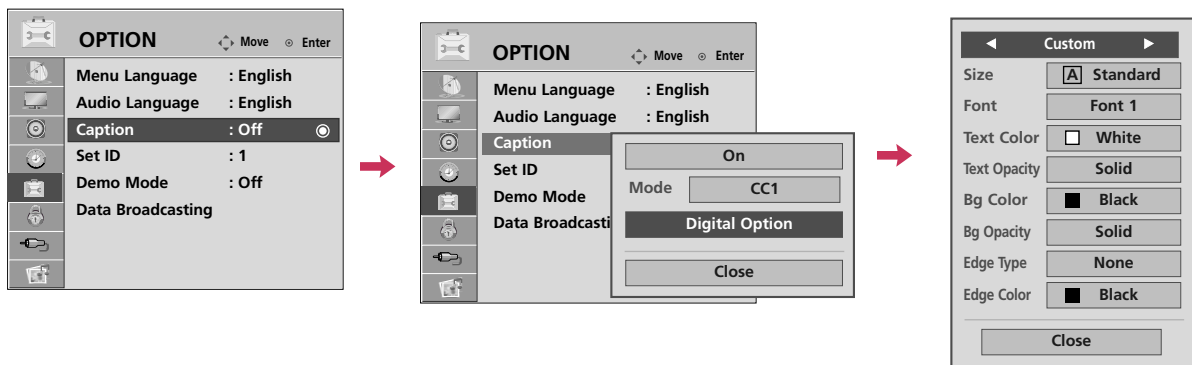 OPTION Move Enter
Menu Language : English
Audio Language : English
Caption : Off
Set ID : 1
Demo Mode : Off
Data Broadcasting
OPTION Move Enter
Menu Language : English
Audio Language : English
Caption
Set ID
Demo Mode
Data Broadcasti
On
Mode CC1
Digital Option
Close
Custom
Size A Standard
Font Font 1
Text Color White
Text Opacity Solid
Bg Color Black
Bg Opacity Solid
Edge Type None
Edge Color Black
Close